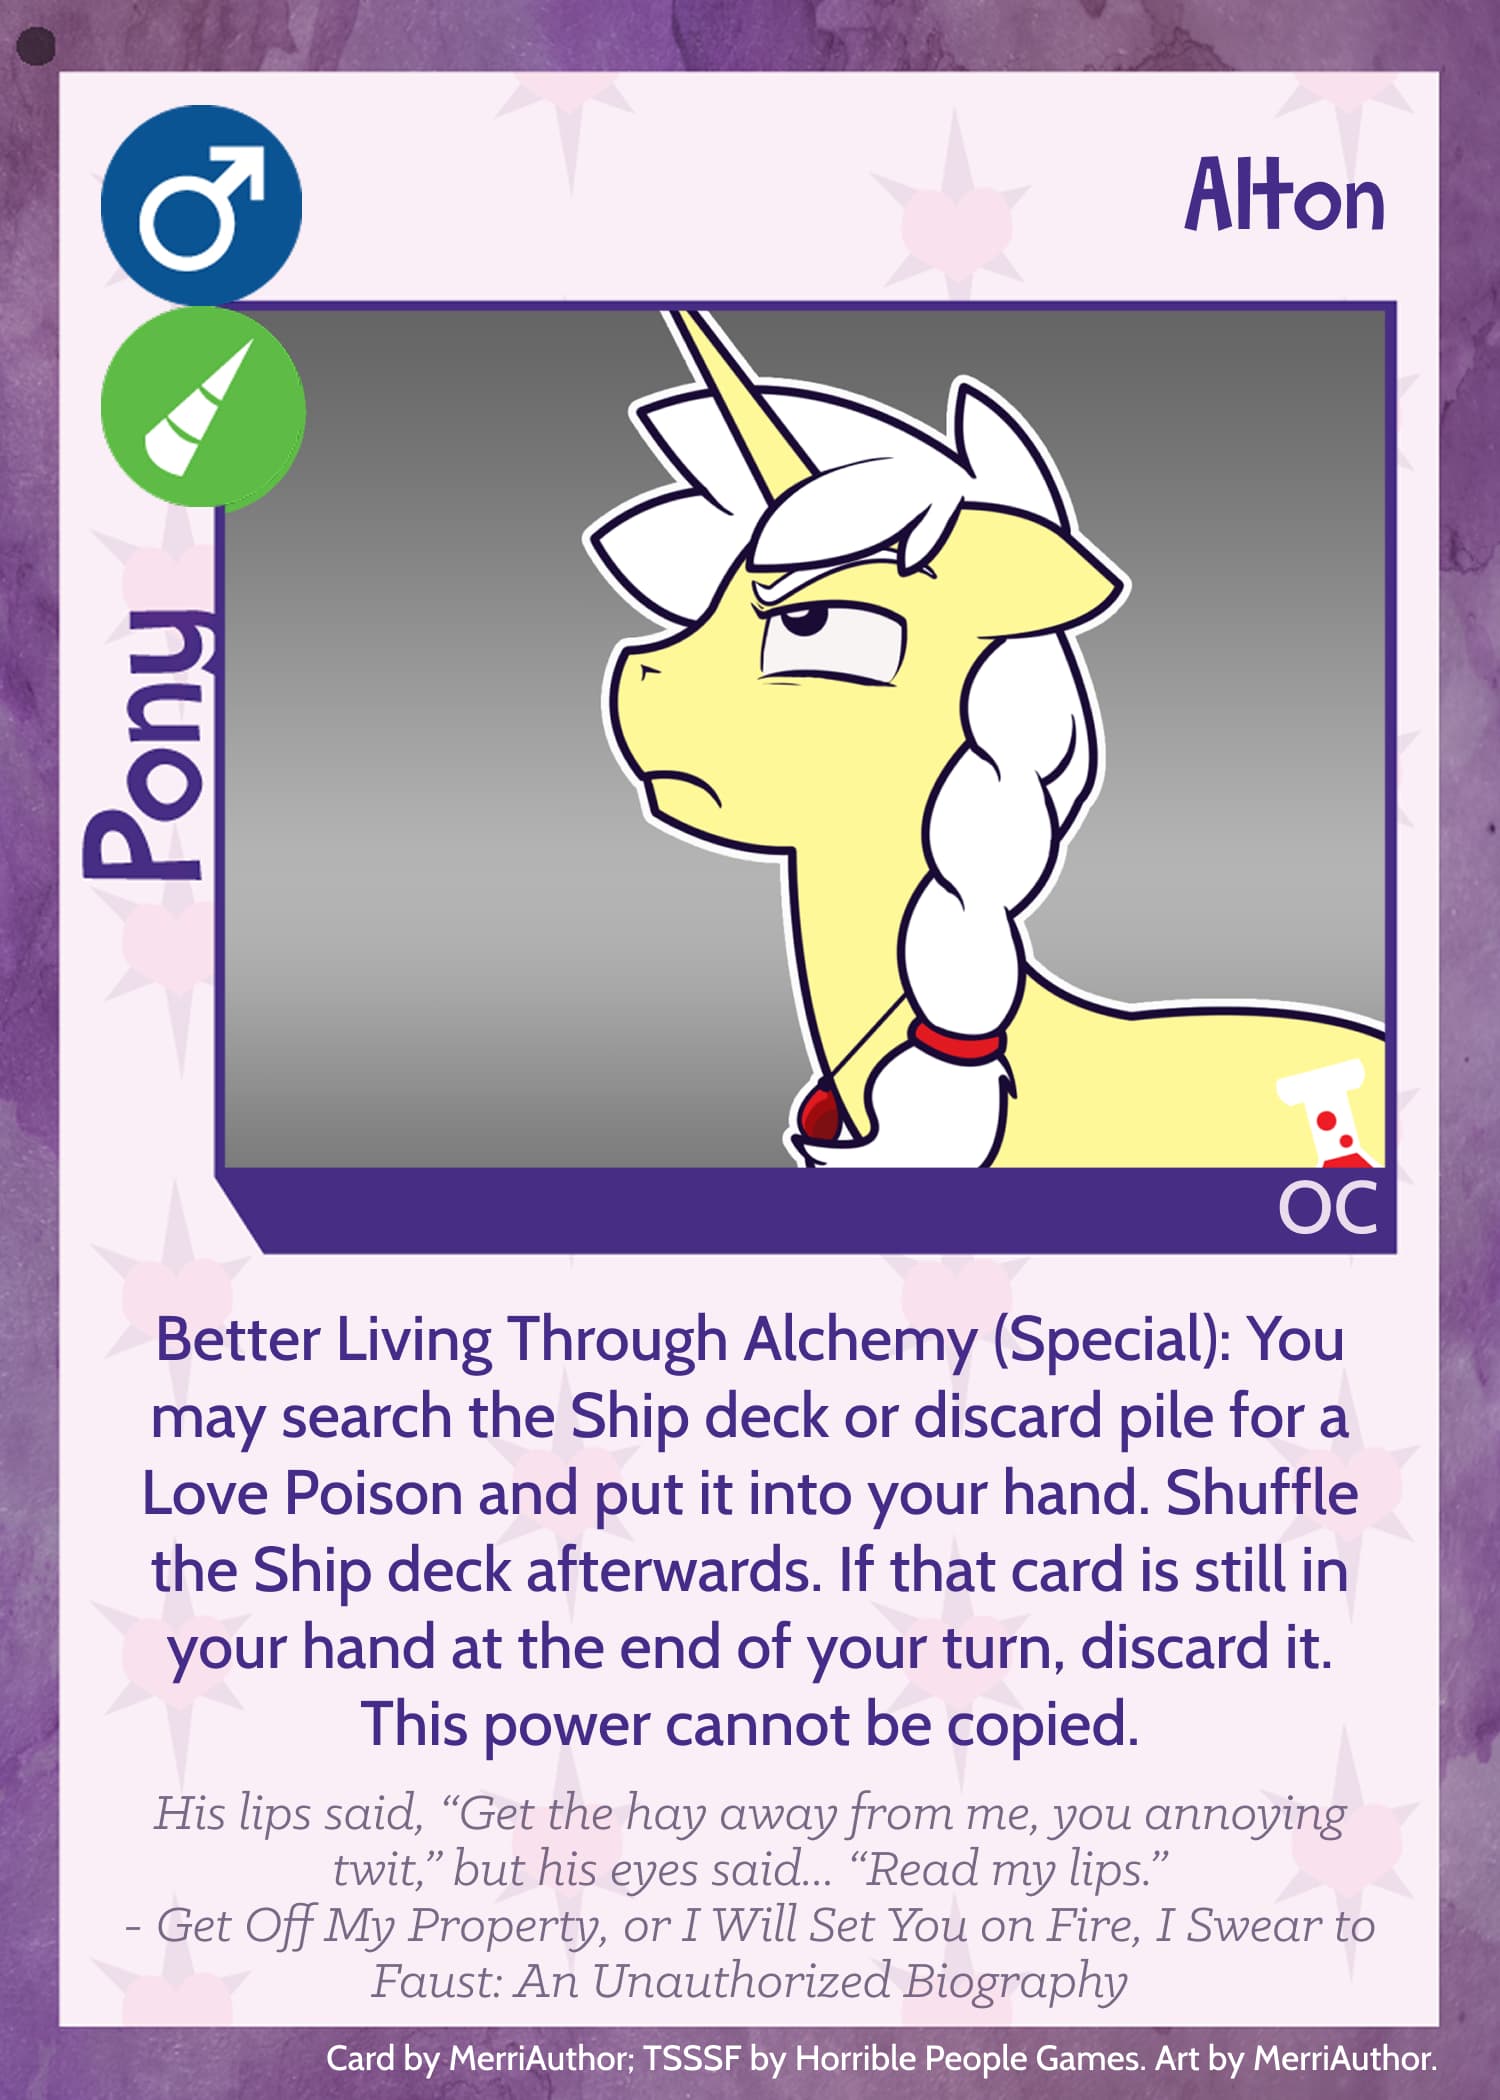 Alton
Pony
OC
Better Living Through Alchemy (Special): You
may search the Ship deck or discard pile for a
Love Poison and put it into your hand. Shuffle
the Ship deck afterwards. If that card is still in
your hand at the end of your turn, discard it.
This power cannot be copied.
His lips said, “Get the hay away from me, you annoying
twit,” but his eyes said... “Read my lips.”
- Get Off My Property, or I Will Set You on Fire, I Swear to
Faust: An Unauthorized Biography
Card by MerriAuthor; TSSSF by Horrible People Games. Art by MerriAuthor.